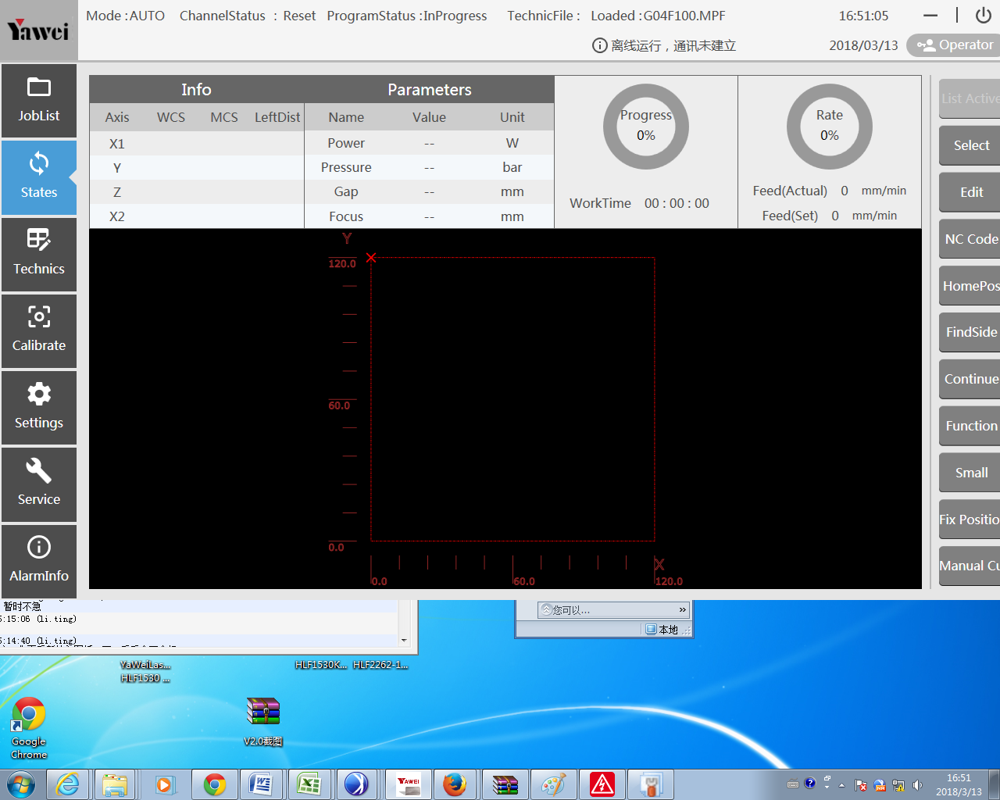 Yawei
Mode :AUTO ChannelStatus : Reset ProgramStatus :InProgress TechnicFile : Loaded :G04F100.MPF 16:51:05
离线运行，通讯未建立 2018/03/13 Operator
JobList
States
Technics
Calibrate
Settings
Service
AlarmInfo
Info Parameters
Axis WCS MCS LeftDist Name Value Unit
X1 Power -- W
Y Pressure -- bar
Z Gap -- mm
X2 Focus -- mm
Progress
0%
WorkTime 00 : 00 : 00
Rate
0%
Feed(Actual) 0 mm/min
Feed(Set) 0 mm/min
Y
120.0
60.0
0.0
0.0 60.0 120.0
X
List Active
Select
Edit
NC Code
HomePos
FindSide
Continue
Function
Small
Fix Positio
Manual Cu
暂时不急
5:15:06 (li.ting)
5:14:40 (li.ting)
您可以... »
本地
YaWeiLas...
HLF1530 ...
HLF1530K...
HLF2262-1...
Google
Chrome
V2.0截图
YAWEI
16:51
2018/3/13